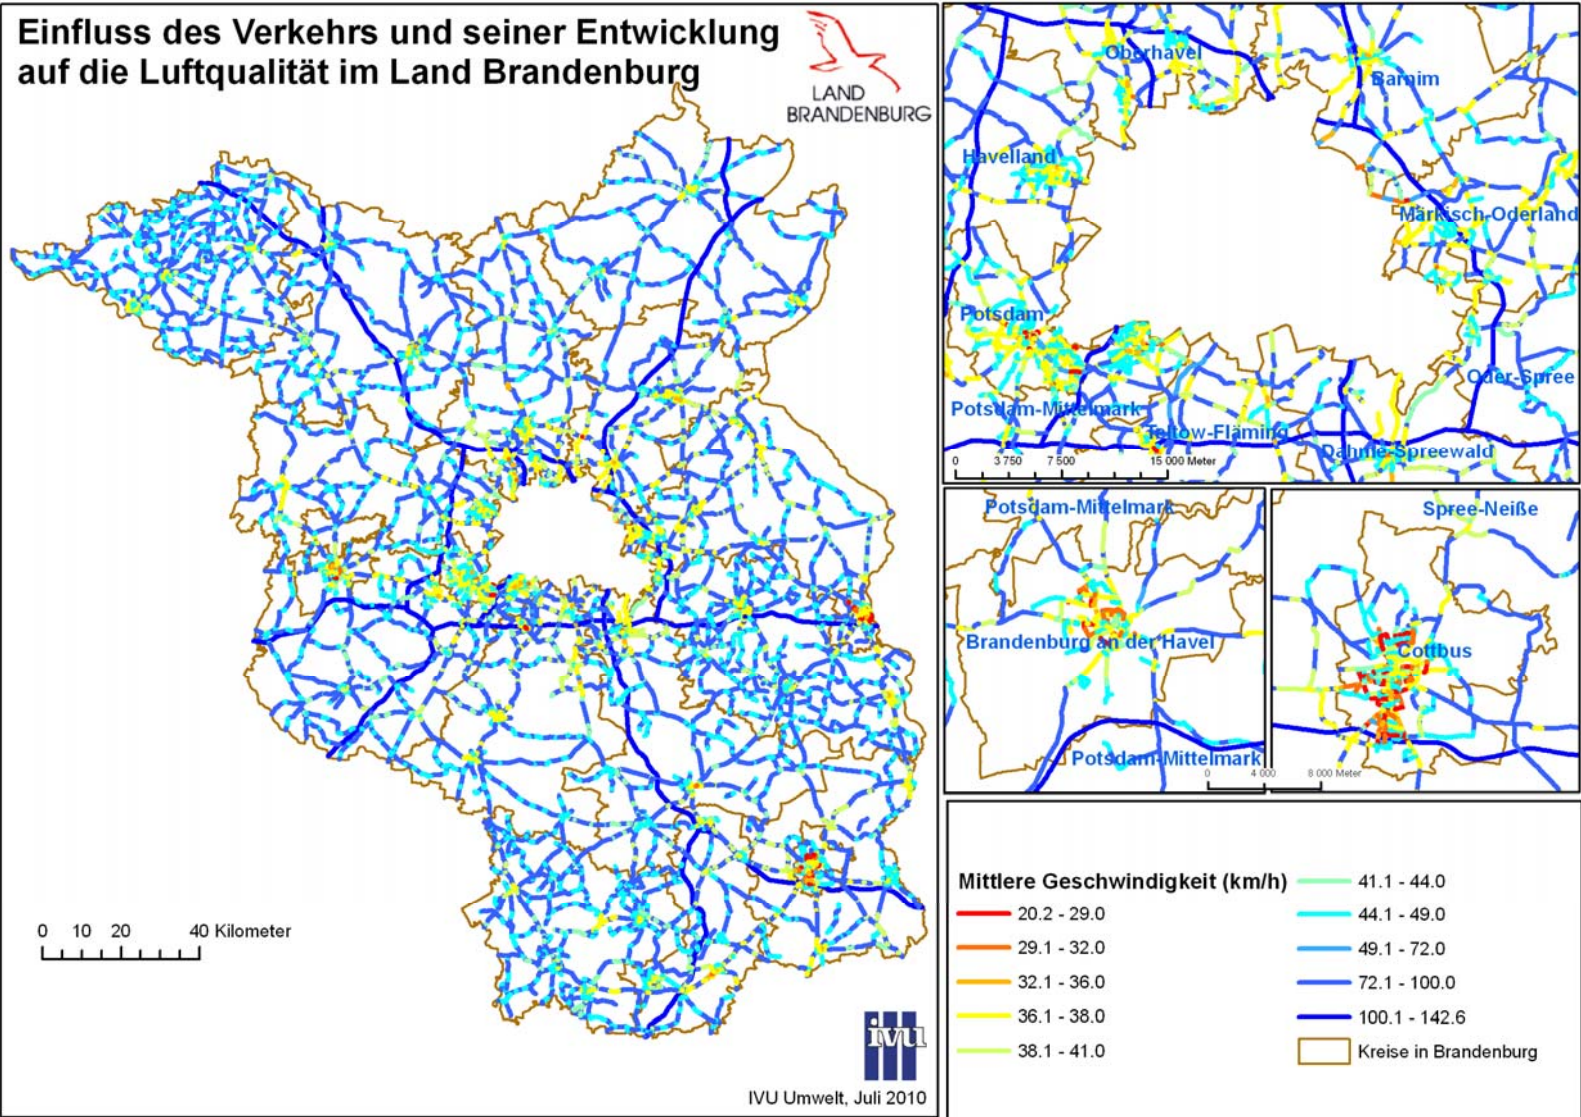 Einfluss des Verkehrs und seiner Entwicklung
auf die Luftqualität im Land Brandenburg
LAND
BRANDENBURG
0 10 20 40 Kilometer
ivu
IVU Umwelt, Juli 2010
Oberhavel
Barnim
Havelland
Märkisch-Oderland
Potsdam
Oder-Spree
Potsdam-Mittelmark
Teltow-Fläming
Dahme-Spreewald
0 3 750 7 500 15 000 Meter
Potsdam-Mittelmark
Brandenburg an der Havel
Potsdam-Mittelmark
Spree-Neiße
Cottbus
0 4 000 8 000 Meter
Mittlere Geschwindigkeit (km/h)
20.2 - 29.0
29.1 - 32.0
32.1 - 36.0
36.1 - 38.0
38.1 - 41.0
41.1 - 44.0
44.1 - 49.0
49.1 - 72.0
72.1 - 100.0
100.1 - 142.6
Kreise in Brandenburg